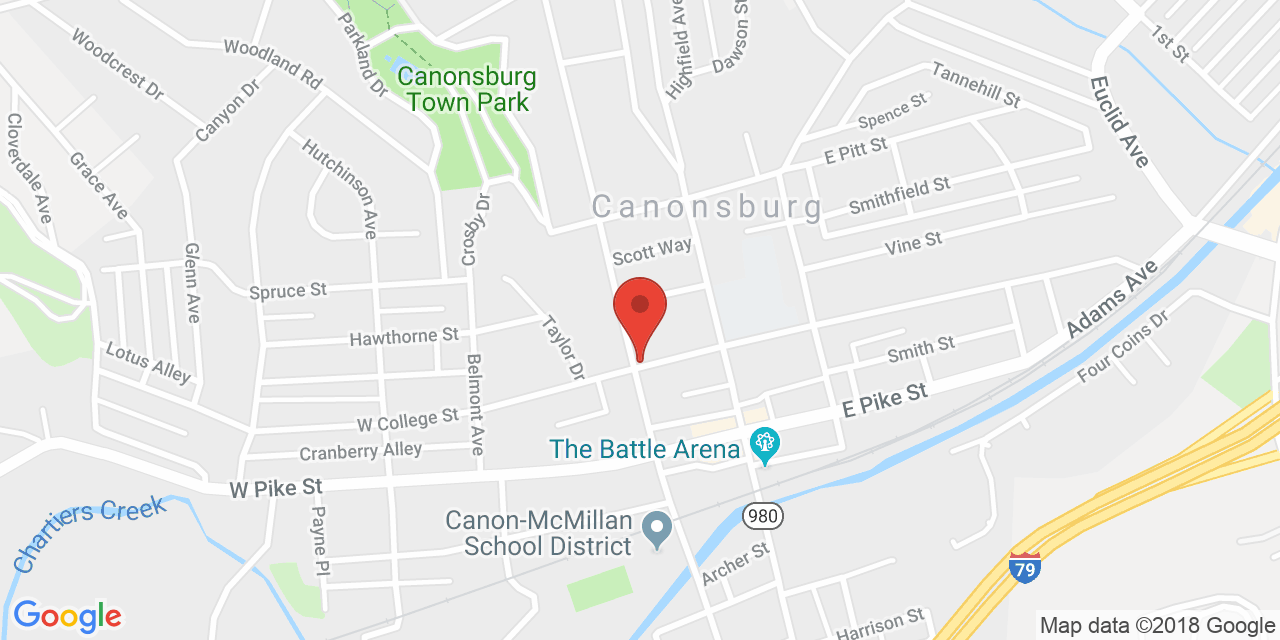 Woodcrest Dr
Woodland Rd
Parkland Dr
Canyon Dr
Canonsburg
Town Park
Highfield Ave
Dawson S
1st St
Tannehill St
Spence St
Euclid Ave
E Pitt St
Cloverdale Ave
Grace Ave
Hutchinson Ave
Crosby Dr
Canonsburg
Smithfield St
Scott Way
Vine St
Glenn Ave
Spruce St
Adams Ave
Hawthorne St
Taylor Dr
Lotus Alley
Belmont Ave
Smith St
Four Coins Dr
E Pike St
W College St
Cranberry Alley
The Battle Arena
W Pike St
Chartiers Creek
Payne Pl
Canon-McMillan
School District
980
Archer St
79
Harrison St
Google
Map data ©2018 Google